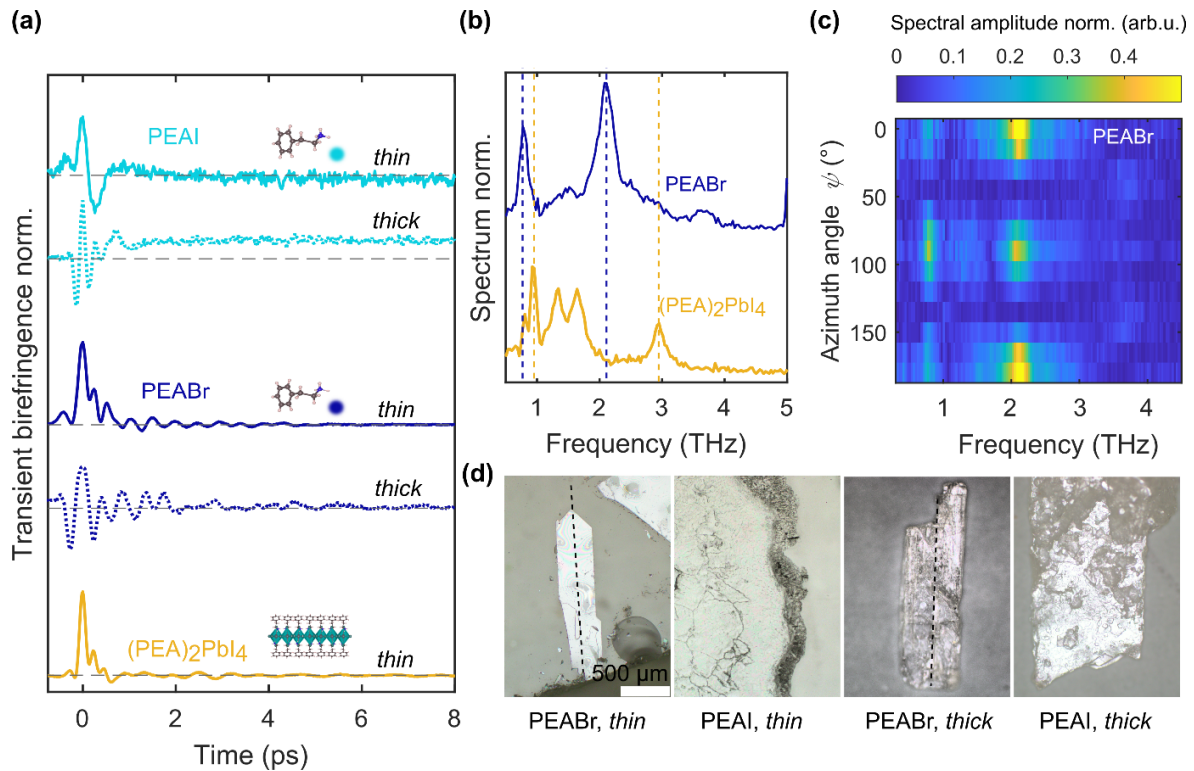 (a)
Transient birefringence norm.
PEAI
thin
thick
PEABr
thin
thick
(PEA)2PbI4
thin
0 2 4 6 8
Time (ps)
(b)
Spectrum norm.
PEABr
(PEA)2PbI4
1 2 3 4 5
Frequency (THz)
(c)
Spectral amplitude norm. (arb.u.)
0 0.1 0.2 0.3 0.4
PEABr
Azimuth angle ψ (°)
0
50
100
150
1 2 3 4
Frequency (THz)
(d)
500 µm
PEABr, thin
PEAI, thin
PEABr, thick
PEAI, thick